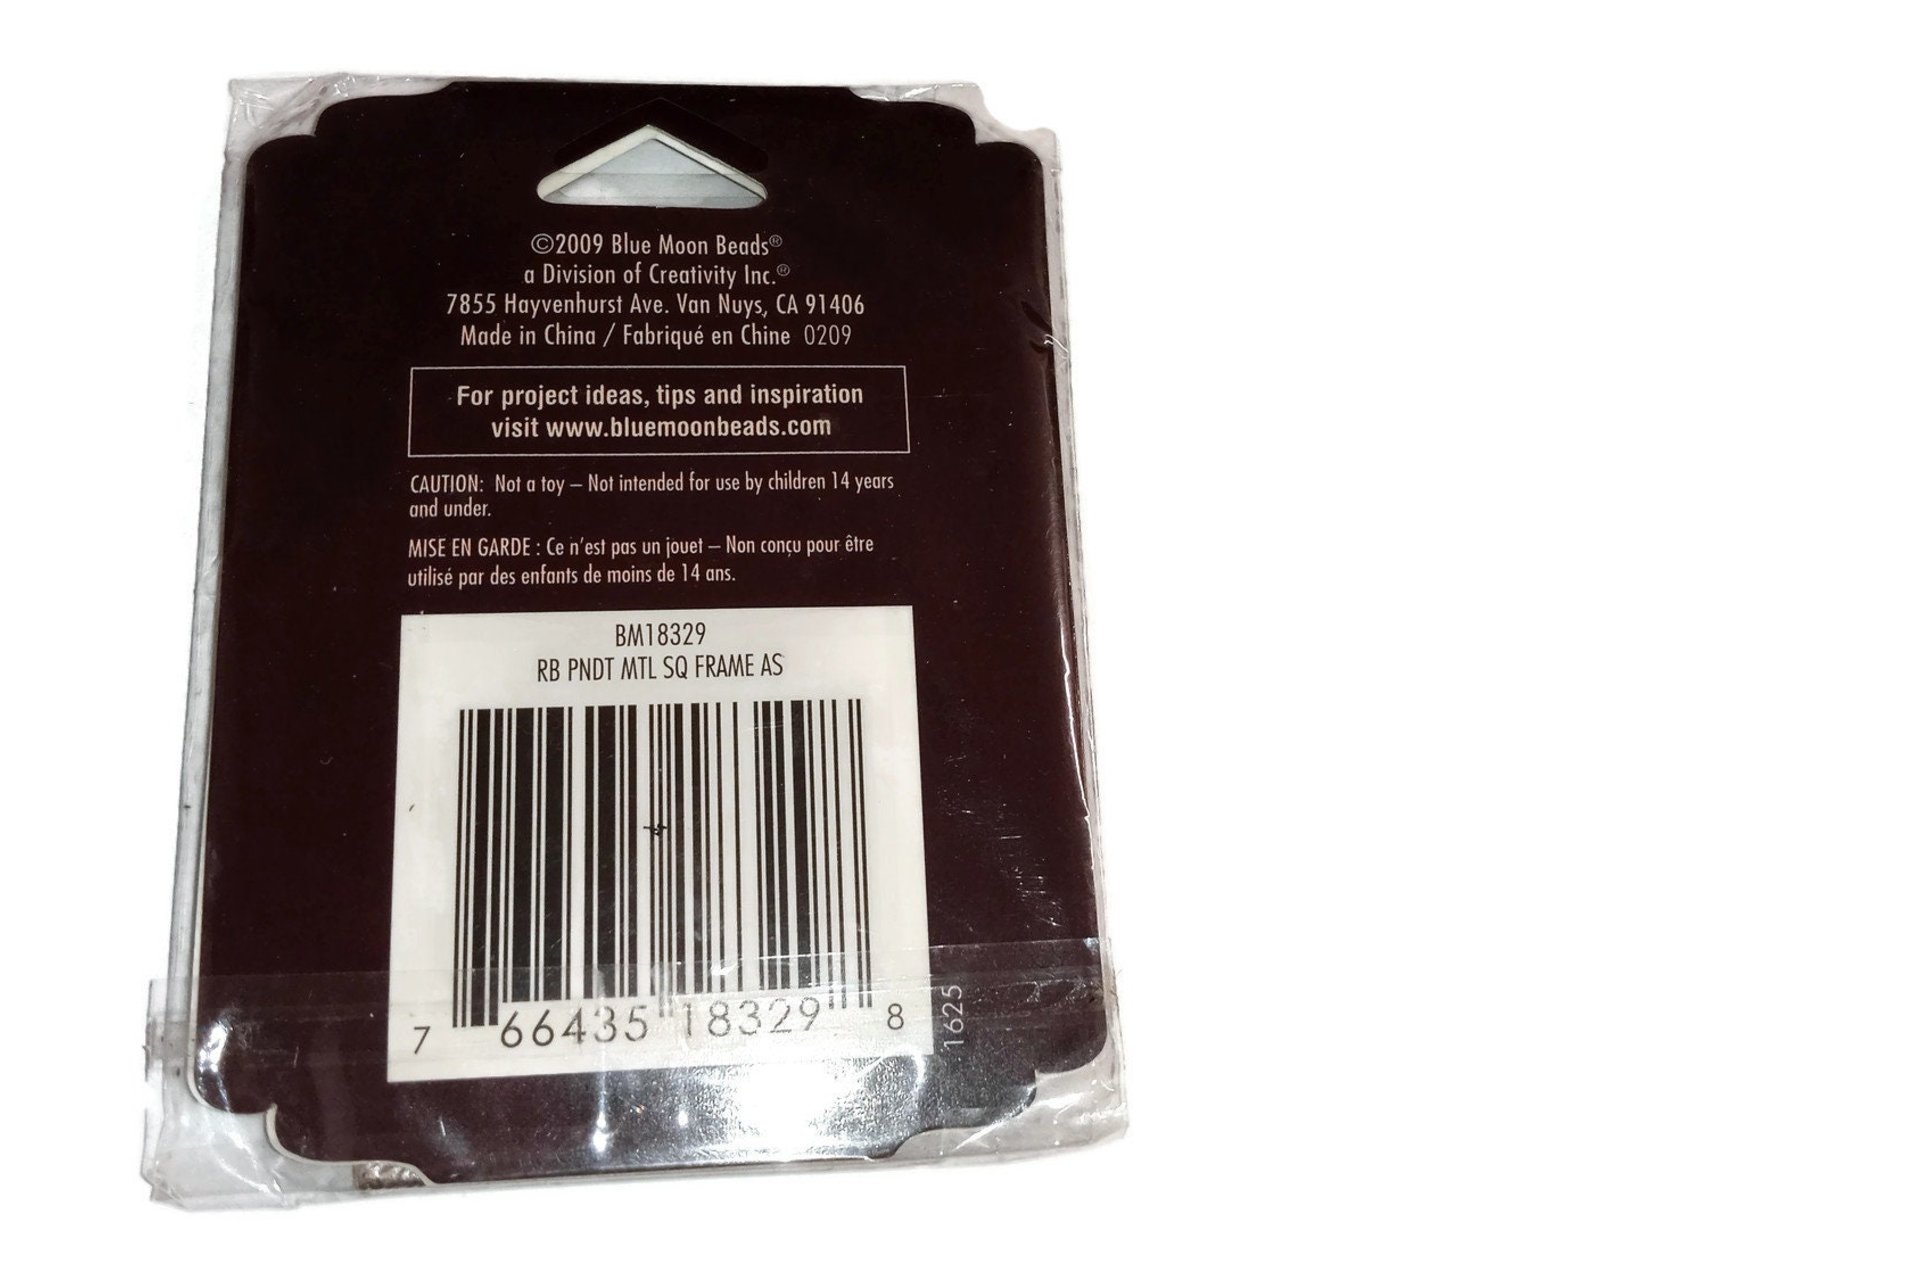 ©2009 Blue Moon Beads®
a Division of Creativity Inc.®
7855 Hayvenhurst Ave. Van Nuys, CA 91406
Made in China / Fabriqué en Chine 0209
For project ideas, tips and inspiration
visit www.bluemoonbeads.com
CAUTION: Not a toy – Not intended for use by children 14 years
and under.
MISE EN GARDE : Ce n'est pas un jouet – Non conçu pour être
utilisé par des enfants de moins de 14 ans.
BM18329
RB PNDT MTL SQ FRAME AS
7 66435 18329 8
1625